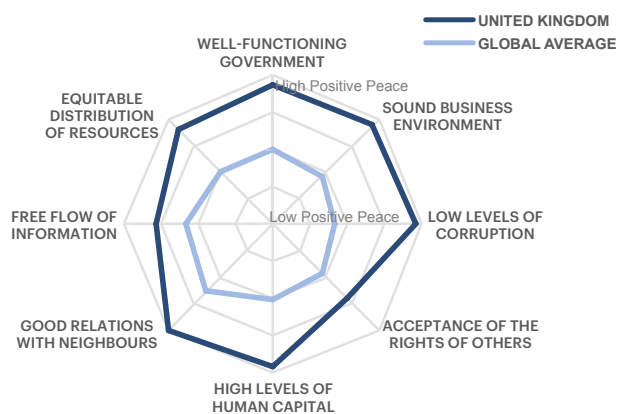 UNITED KINGDOM
GLOBAL AVERAGE
WELL-FUNCTIONING
GOVERNMENT
High Positive Peace
EQUITABLE
DISTRIBUTION
OF RESOURCES
SOUND BUSINESS
ENVIRONMENT
FREE FLOW OF
INFORMATION
Low Positive Peace
LOW LEVELS OF
CORRUPTION
GOOD RELATIONS
WITH NEIGHBOURS
ACCEPTANCE OF THE
RIGHTS OF OTHERS
HIGH LEVELS OF
HUMAN CAPITAL